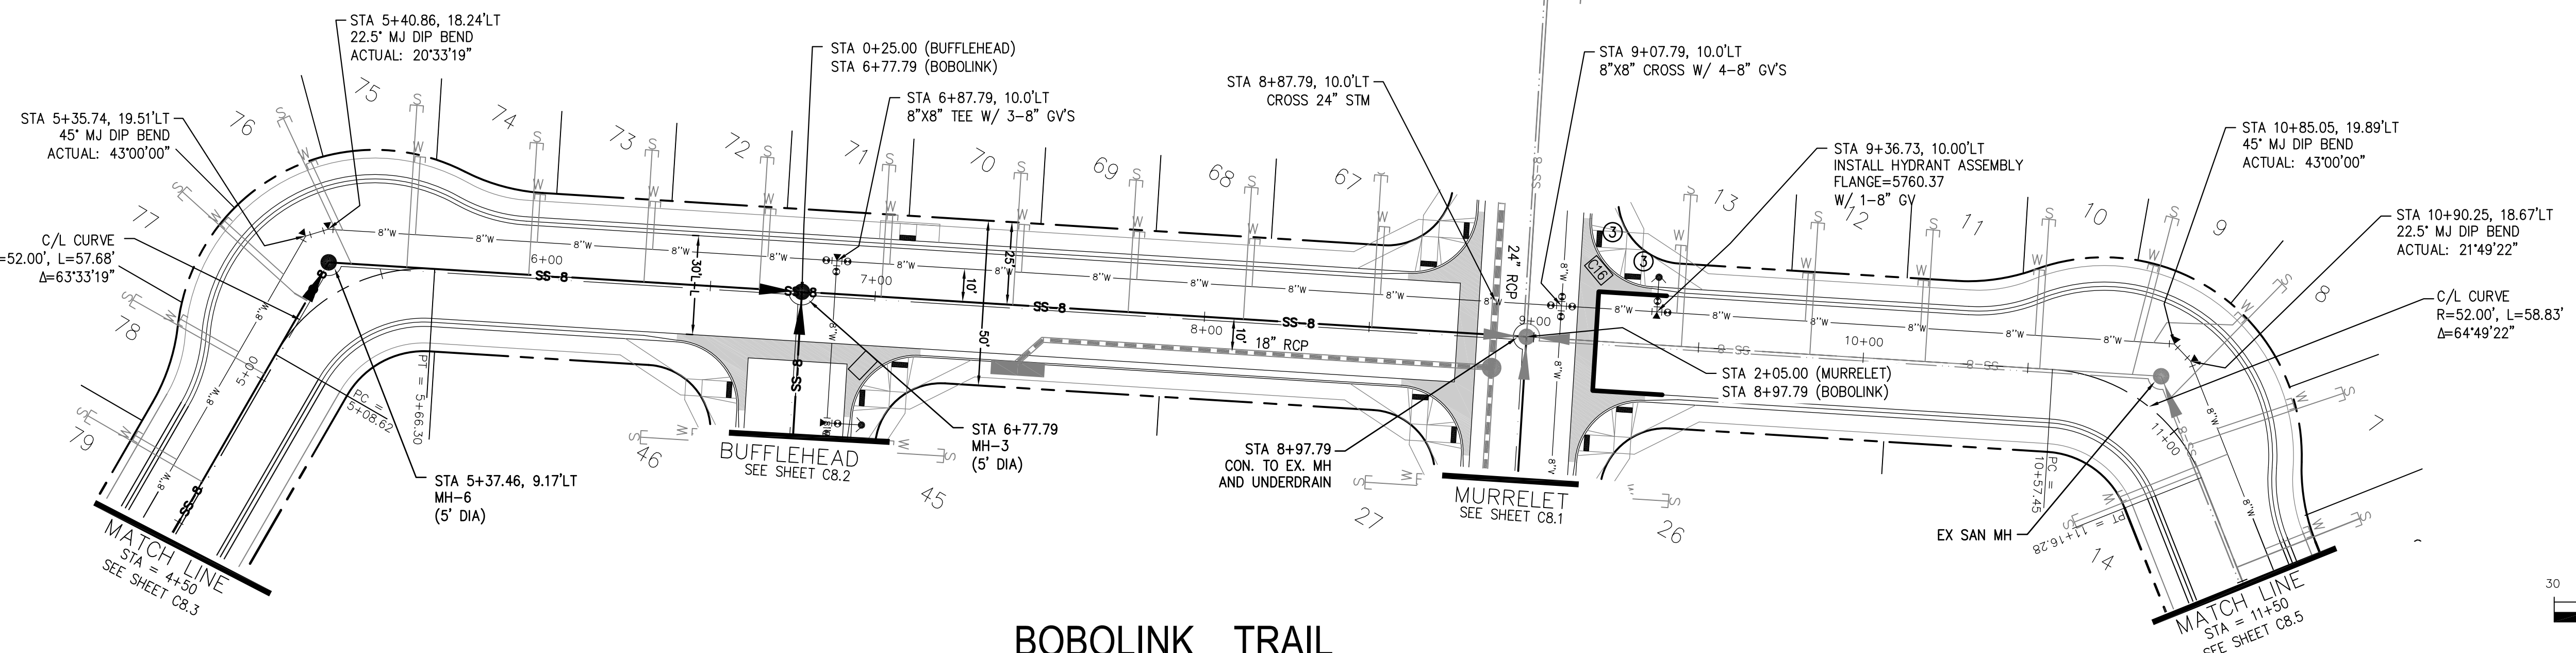 STA 5+40.86, 18.24'LT
22.5° MJ DIP BEND
ACTUAL: 20°33'19"
STA 5+35.74, 19.51'LT
45° MJ DIP BEND
ACTUAL: 43°00'00"
C/L CURVE
=52.00', L=57.68'
Δ=63°33'19"
STA 0+25.00 (BUFFLEHEAD)
STA 6+77.79 (BOBOLINK)
STA 6+87.79, 10.0'LT
8"X8" TEE W/ 3-8" GV'S
STA 8+87.79, 10.0'LT
CROSS 24" STM
STA 9+07.79, 10.0'LT
8"X8" CROSS W/ 4-8" GV'S
STA 9+36.73, 10.00'LT
INSTALL HYDRANT ASSEMBLY
FLANGE=5760.37
W/ 1-8" GV
STA 10+85.05, 19.89'LT
45° MJ DIP BEND
ACTUAL: 43°00'00"
STA 10+90.25, 18.67'LT
22.5° MJ DIP BEND
ACTUAL: 21°49'22"
C/L CURVE
R=52.00', L=58.83'
Δ=64°49'22"
79
78
77
76
75
74
73
72
71
70
69
68
67
13
12
11
10
9
8
7
14
26
27
45
46
5+00
6+00
7+00
8+00
9+00
10+00
11+00
SS-8
SS-8
SS-8
SS-8
SS-8
8"W
8"W
8"W
8"W
30'L-L
10'
25'
50'
10'
18" RCP
24" RCP
C16
3
3
PC =
5+08.62
PT = 5+66.30
PC =
10+57.45
PT = 11+16.28
STA 5+37.46, 9.17'LT
MH-6
(5' DIA)
STA 6+77.79
MH-3
(5' DIA)
STA 8+97.79
CON. TO EX. MH
AND UNDERDRAIN
STA 2+05.00 (MURRELET)
STA 8+97.79 (BOBOLINK)
EX SAN MH
BUFFLEHEAD
SEE SHEET C8.2
MURRELET
SEE SHEET C8.1
MATCH LINE
STA = 4+50
SEE SHEET C8.3
MATCH LINE
STA = 11+50
SEE SHEET C8.5
30
BOBOLINK TRAIL